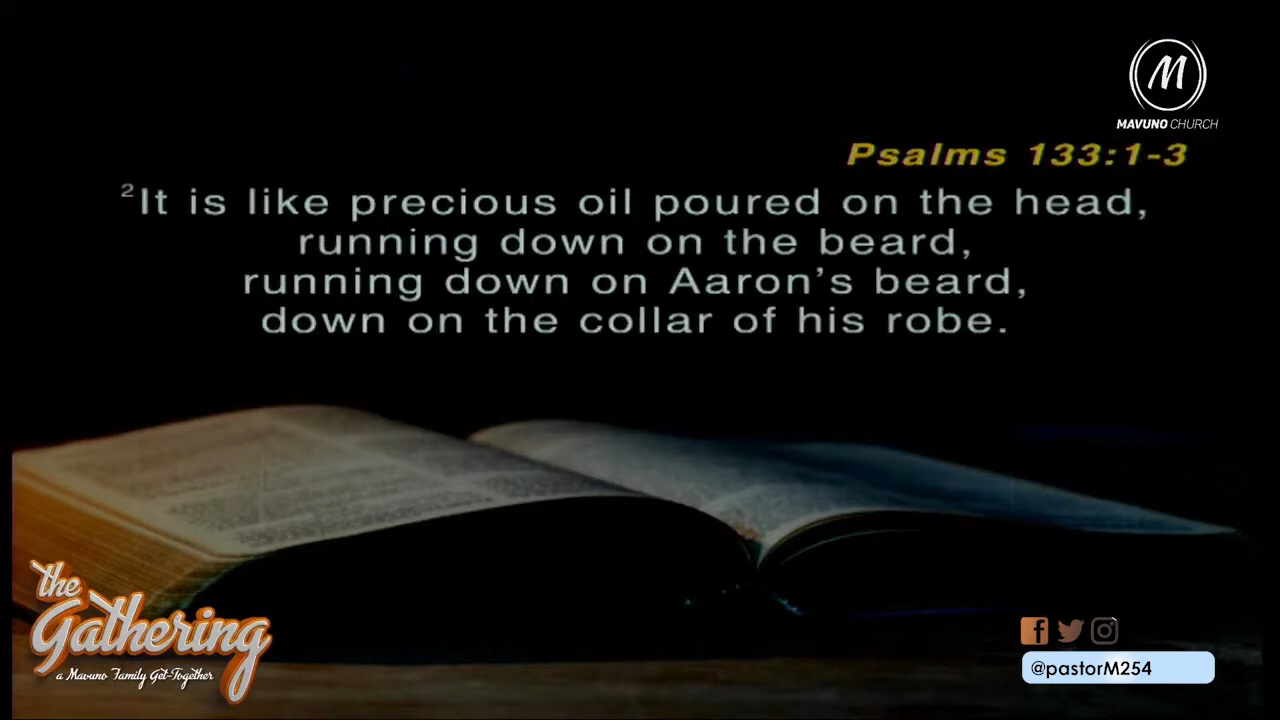 M
MAVUNO CHURCH
Psalms 133:1-3
²It is like precious oil poured on the head,
running down on the beard,
running down on Aaron’s beard,
down on the collar of his robe.
the
Gathering
a Mavuno Family Get-Together
f
@pastorM254